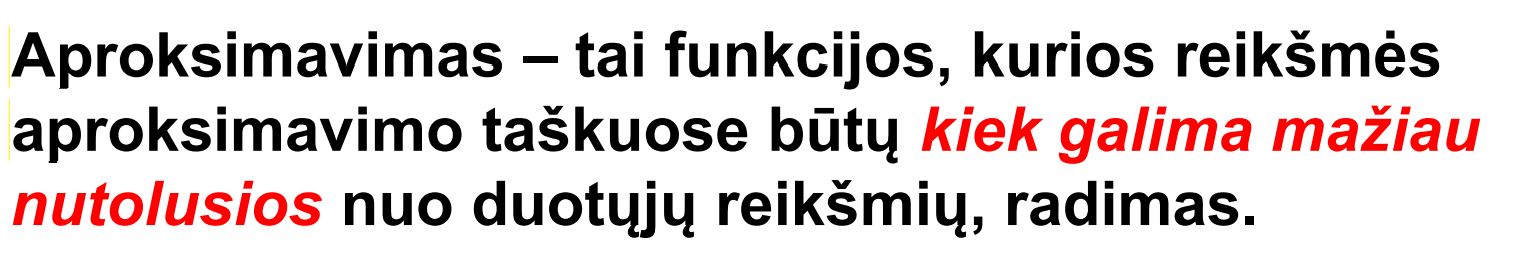 Aproksimavimas – tai funkcijos, kurios reikšmės
aproksimavimo taškuose būtų kiek galima mažiau
nutolusios nuo duotųjų reikšmių, radimas.